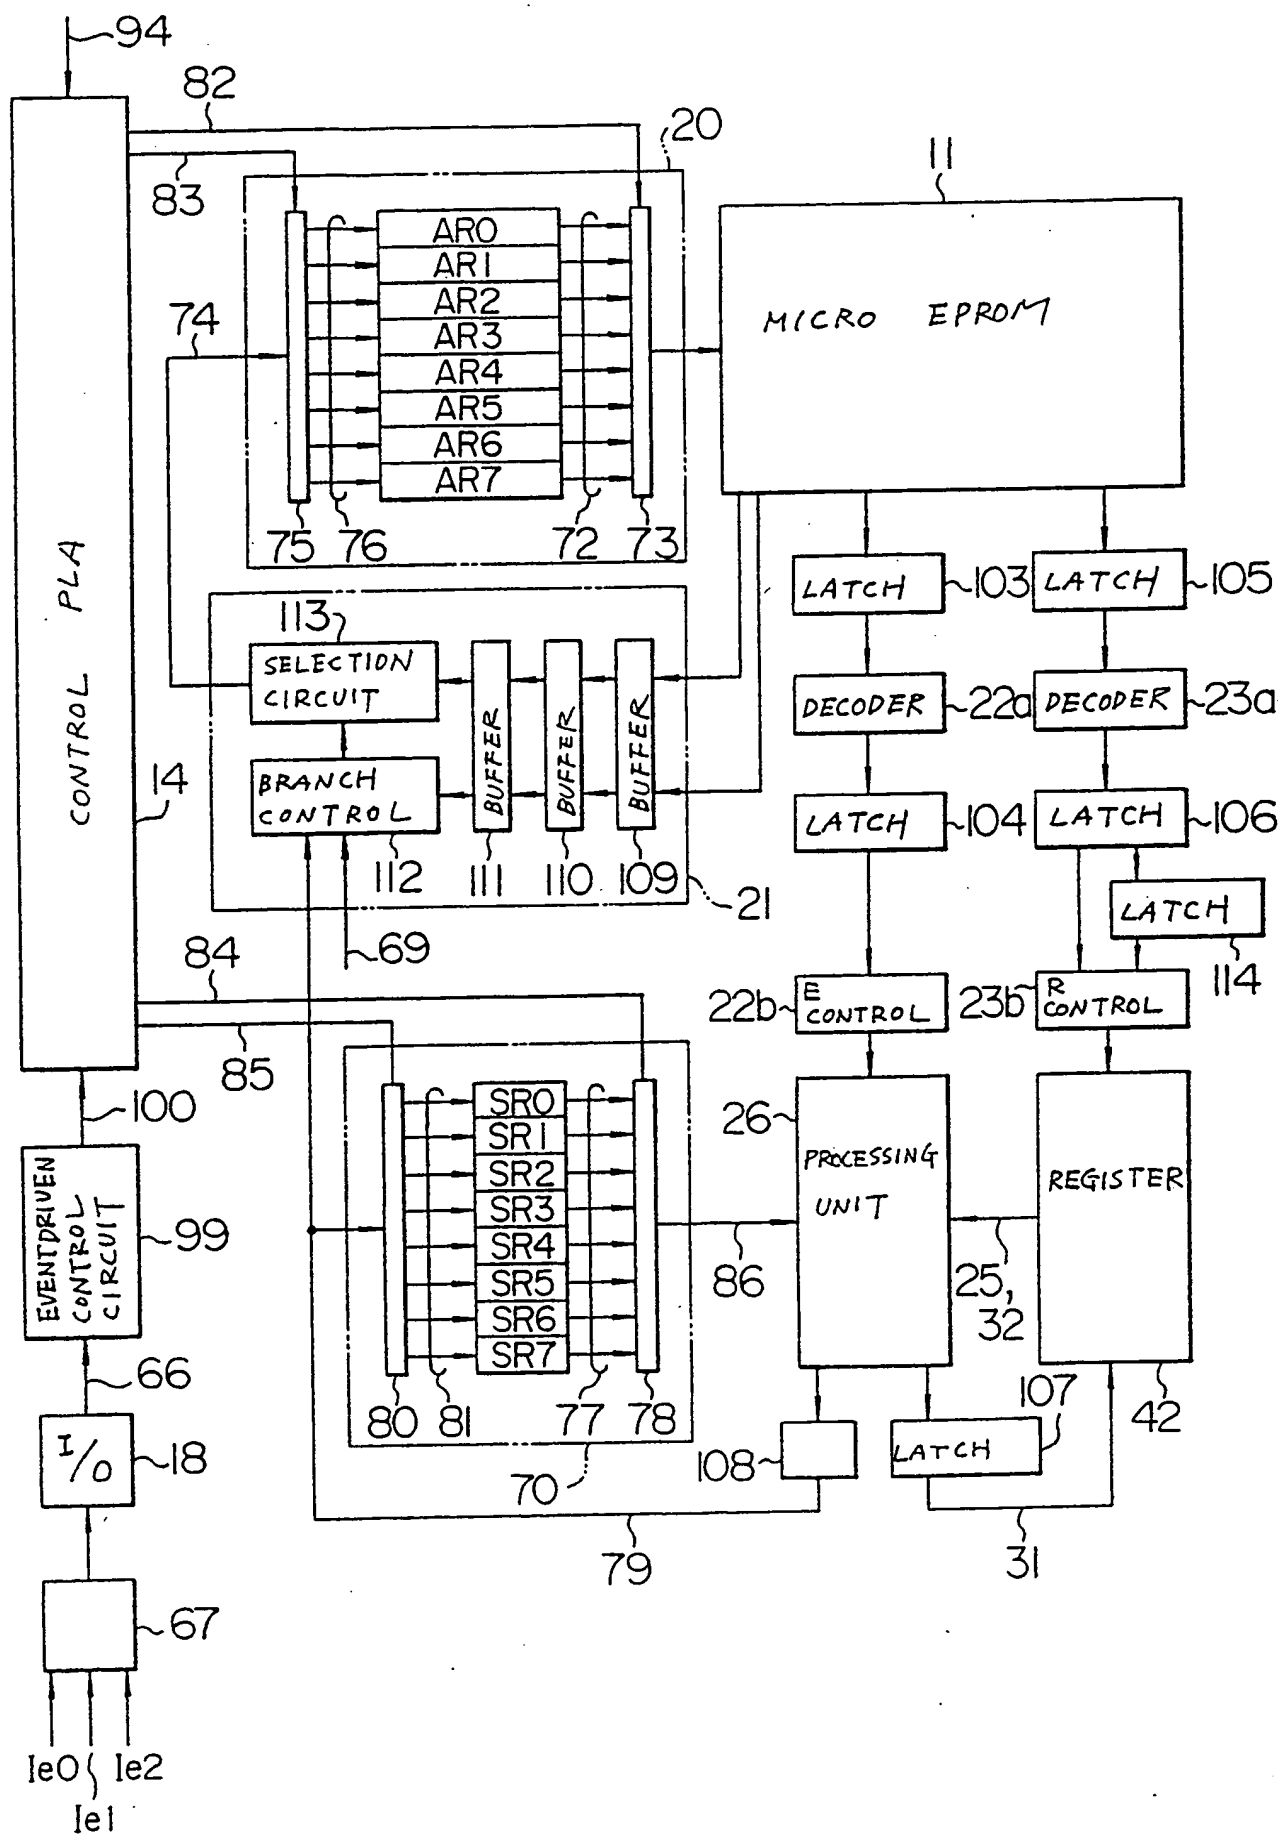 94
82
20
83
11
AR0
AR1
AR2
AR3
AR4
AR5
AR6
AR7
74
MICRO EPROM
75
76
72
73
CONTROL PLA
14
LATCH
103
LATCH
105
113
SELECTION
CIRCUIT
BUFFER
BUFFER
BUFFER
DECODER
22a
DECODER
23a
BRANCH
CONTROL
LATCH
104
LATCH
106
112
111
110
109
21
LATCH
114
69
84
85
22b
E
CONTROL
23b
R
CONTROL
100
SR0
SR1
SR2
SR3
SR4
SR5
SR6
SR7
26
PROCESSING
UNIT
REGISTER
EVENTDRIVEN
CONTROL
CIRCUIT
99
86
25,
32
66
80
81
77
78
107
42
I/O
18
108
LATCH
70
79
31
67
Ie0
Ie2
Ie1